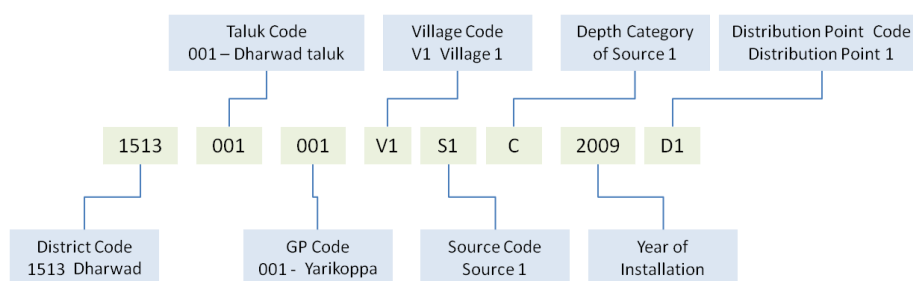 Taluk Code
001 – Dharwad taluk
Village Code
V1 Village 1
Depth Category
of Source 1
Distribution Point Code
Distribution Point 1
1513 001 001 V1 S1 C 2009 D1
District Code
1513 Dharwad
GP Code
001 - Yarikoppa
Source Code
Source 1
Year of
Installation